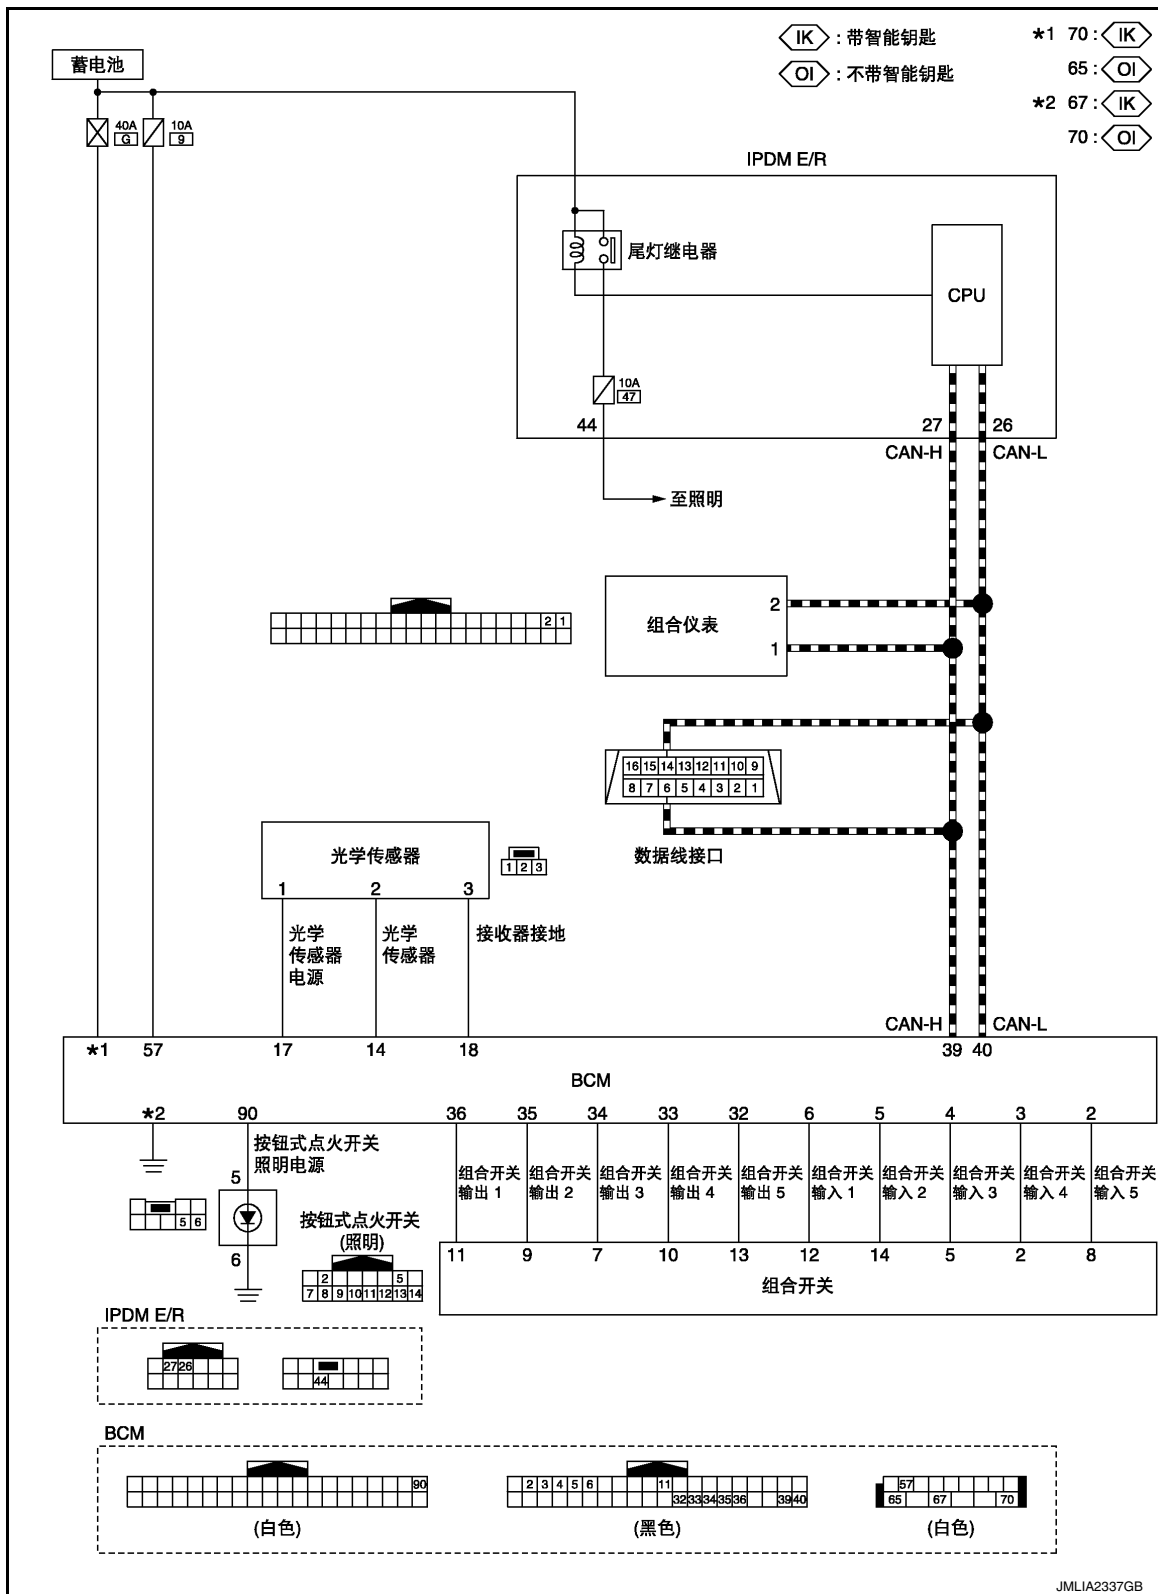 IK : 带智能钥匙
OI : 不带智能钥匙
*1 70 : IK
65 : OI
*2 67 : IK
70 : OI
蓄电池
40A
G
10A
9
IPDM E/R
尾灯继电器
CPU
10A
47
44
27
26
CAN-H
CAN-L
至照明
2 1
组合仪表
2
1
16 15 14 13 12 11 10 9
8 7 6 5 4 3 2 1
数据线接口
光学传感器
1 2 3
1 2 3
光学
传感器
电源
光学
传感器
接收器接地
CAN-H
CAN-L
*1 57 17 14 18 39 40
BCM
*2 90 36 35 34 33 32 6 5 4 3 2
按钮式点火开关
照明电源
5
6
5 6
按钮式点火开关
(照明)
2 5
7 8 9 10 11 12 13 14
组合开关
输出 1
组合开关
输出 2
组合开关
输出 3
组合开关
输出 4
组合开关
输出 5
组合开关
输入 1
组合开关
输入 2
组合开关
输入 3
组合开关
输入 4
组合开关
输入 5
11 9 7 10 13 12 14 5 2 8
组合开关
IPDM E/R
27 26
44
BCM
90
(白色)
2 3 4 5 6 11
32 33 34 35 36 39 40
(黑色)
57
65 67 70
(白色)
JMLIA2337GB